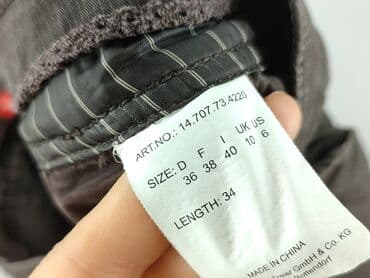 ART.NO.: 14.707.73.4220
SIZE: D F I UK US
36 38 40 10 6
LENGTH: 34
MADE IN CHINA
GmbH & Co. KG